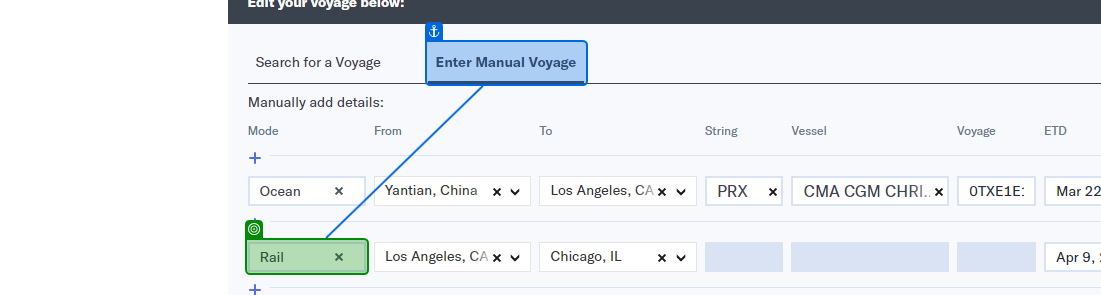 Edit your voyage below:
Search for a Voyage Enter Manual Voyage
Manually add details:
Mode From To String Vessel Voyage ETD
Ocean Yantian, China Los Angeles, CA PRX CMA CGM CHRI.. 0TXE1E: Mar 22
Rail Los Angeles, CA Chicago, IL Apr 9,